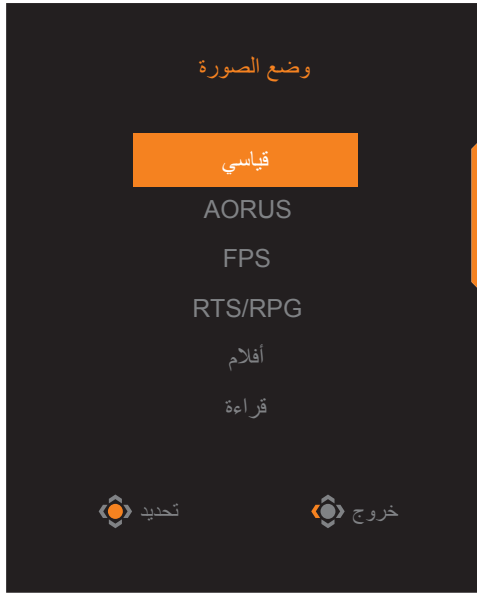 وضع الصورة
قياسي
AORUS
FPS
RTS/RPG
أفلام
قراءة
خروج تحديد